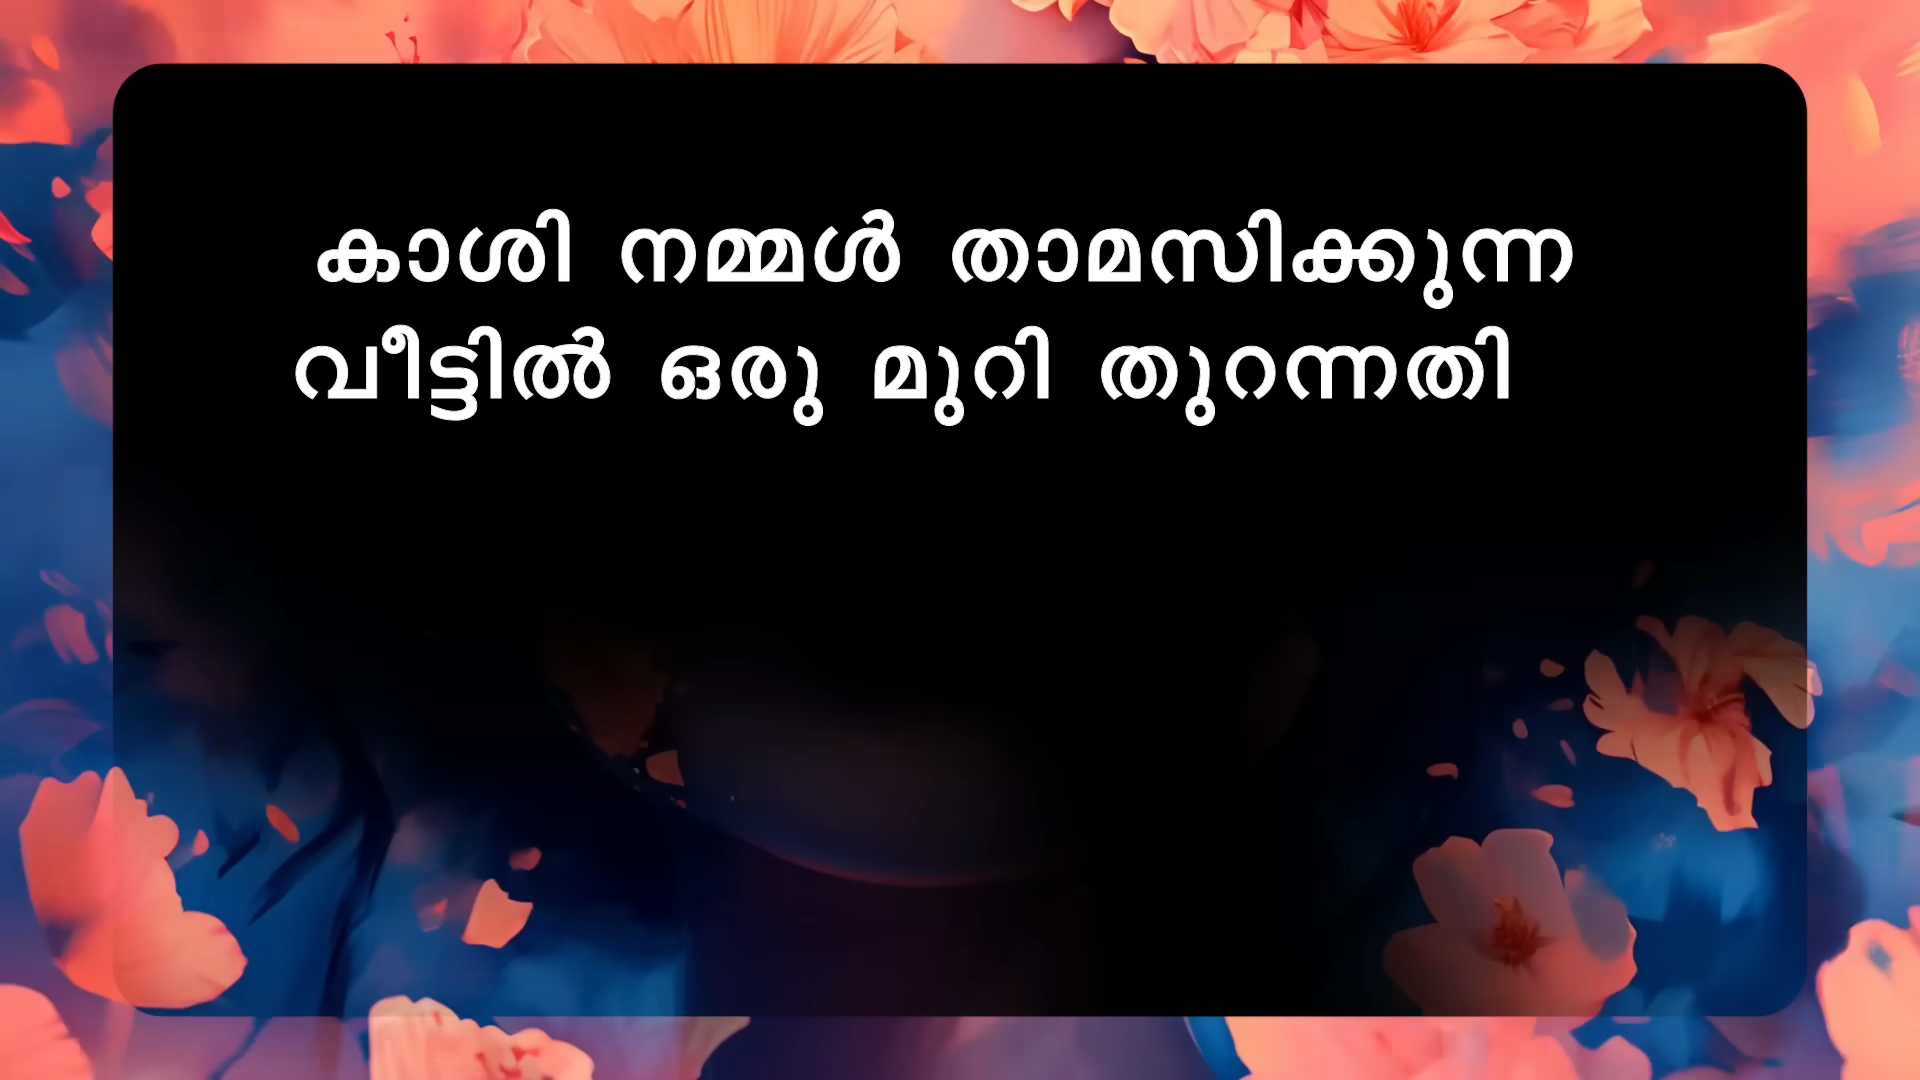 കാശി നമ്മൾ താമസിക്കുന്ന
വീട്ടിൽ ഒരു മുറി തുറന്നതി